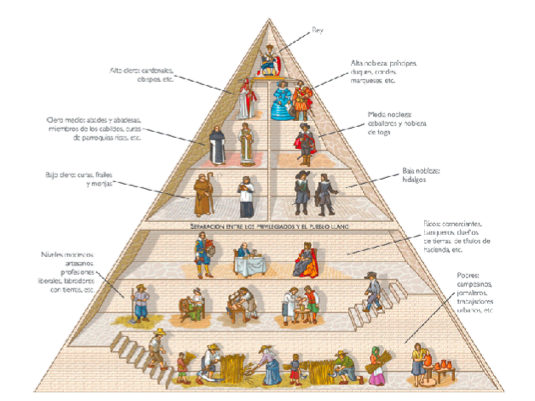 Rey
Alto clero: cardenales,
obispos, etc.
Alta nobleza: príncipes,
duques, condes,
marqueses, etc.
Clero medio: abades y abadesas,
miembros de los cabildos, curas
de parroquias ricas, etc.
Media nobleza:
caballeros y nobleza
de toga
Bajo clero: curas, frailes
y monjas
Baja nobleza:
hidalgos
SEPARACIÓN ENTRE LOS PRIVILEGIADOS Y EL PUEBLO LLANO
Ricos: comerciantes,
banqueros, dueños
de tierras, de títulos de
hacienda, etc.
Niveles modestos:
artesanos,
profesiones
liberales, labradores
con tierras, etc.
Pobres:
campesinos,
jornaleros,
trabajadores
urbanos, etc.